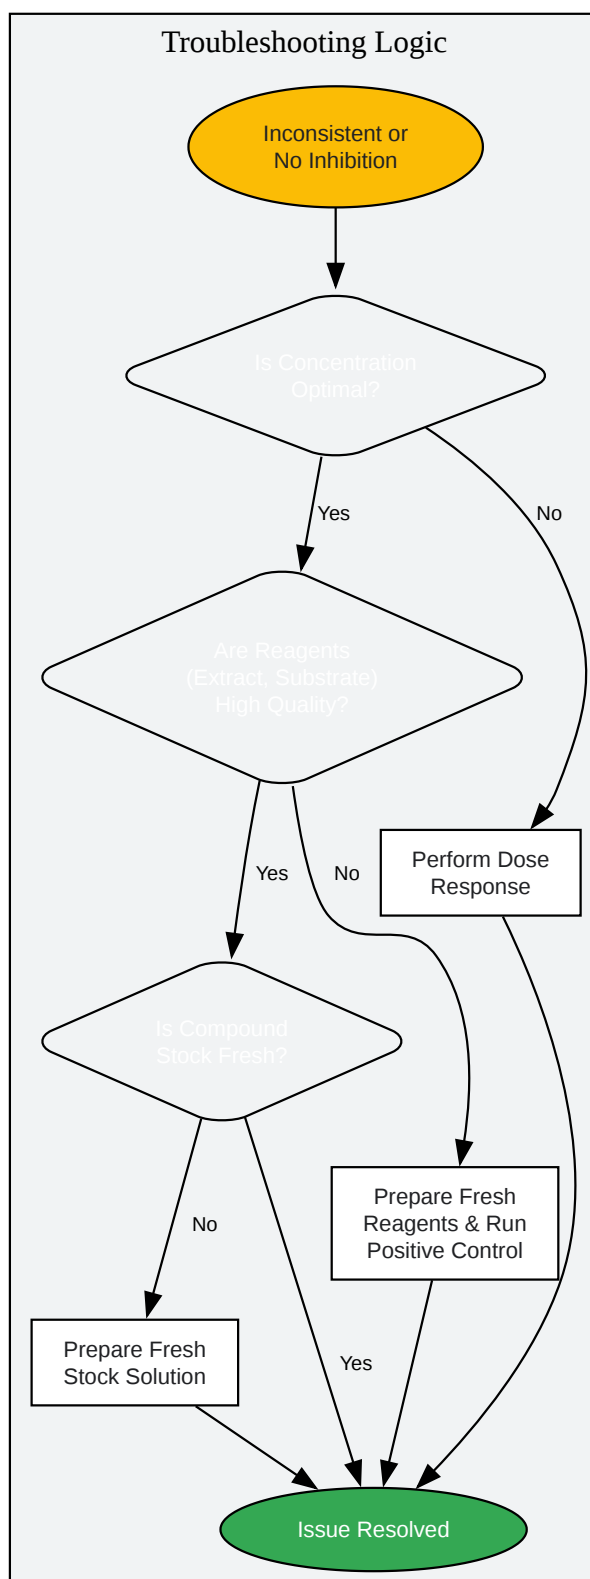 Troubleshooting Logic
Inconsistent or
No Inhibition
Is Concentration
Optimal?
Yes
No
Are Reagents
(Extract, Substrate)
High Quality?
Perform Dose
Response
Yes
No
Is Compound
Stock Fresh?
Prepare Fresh
Reagents & Run
Positive Control
No
Prepare Fresh
Stock Solution
Yes
Issue Resolved